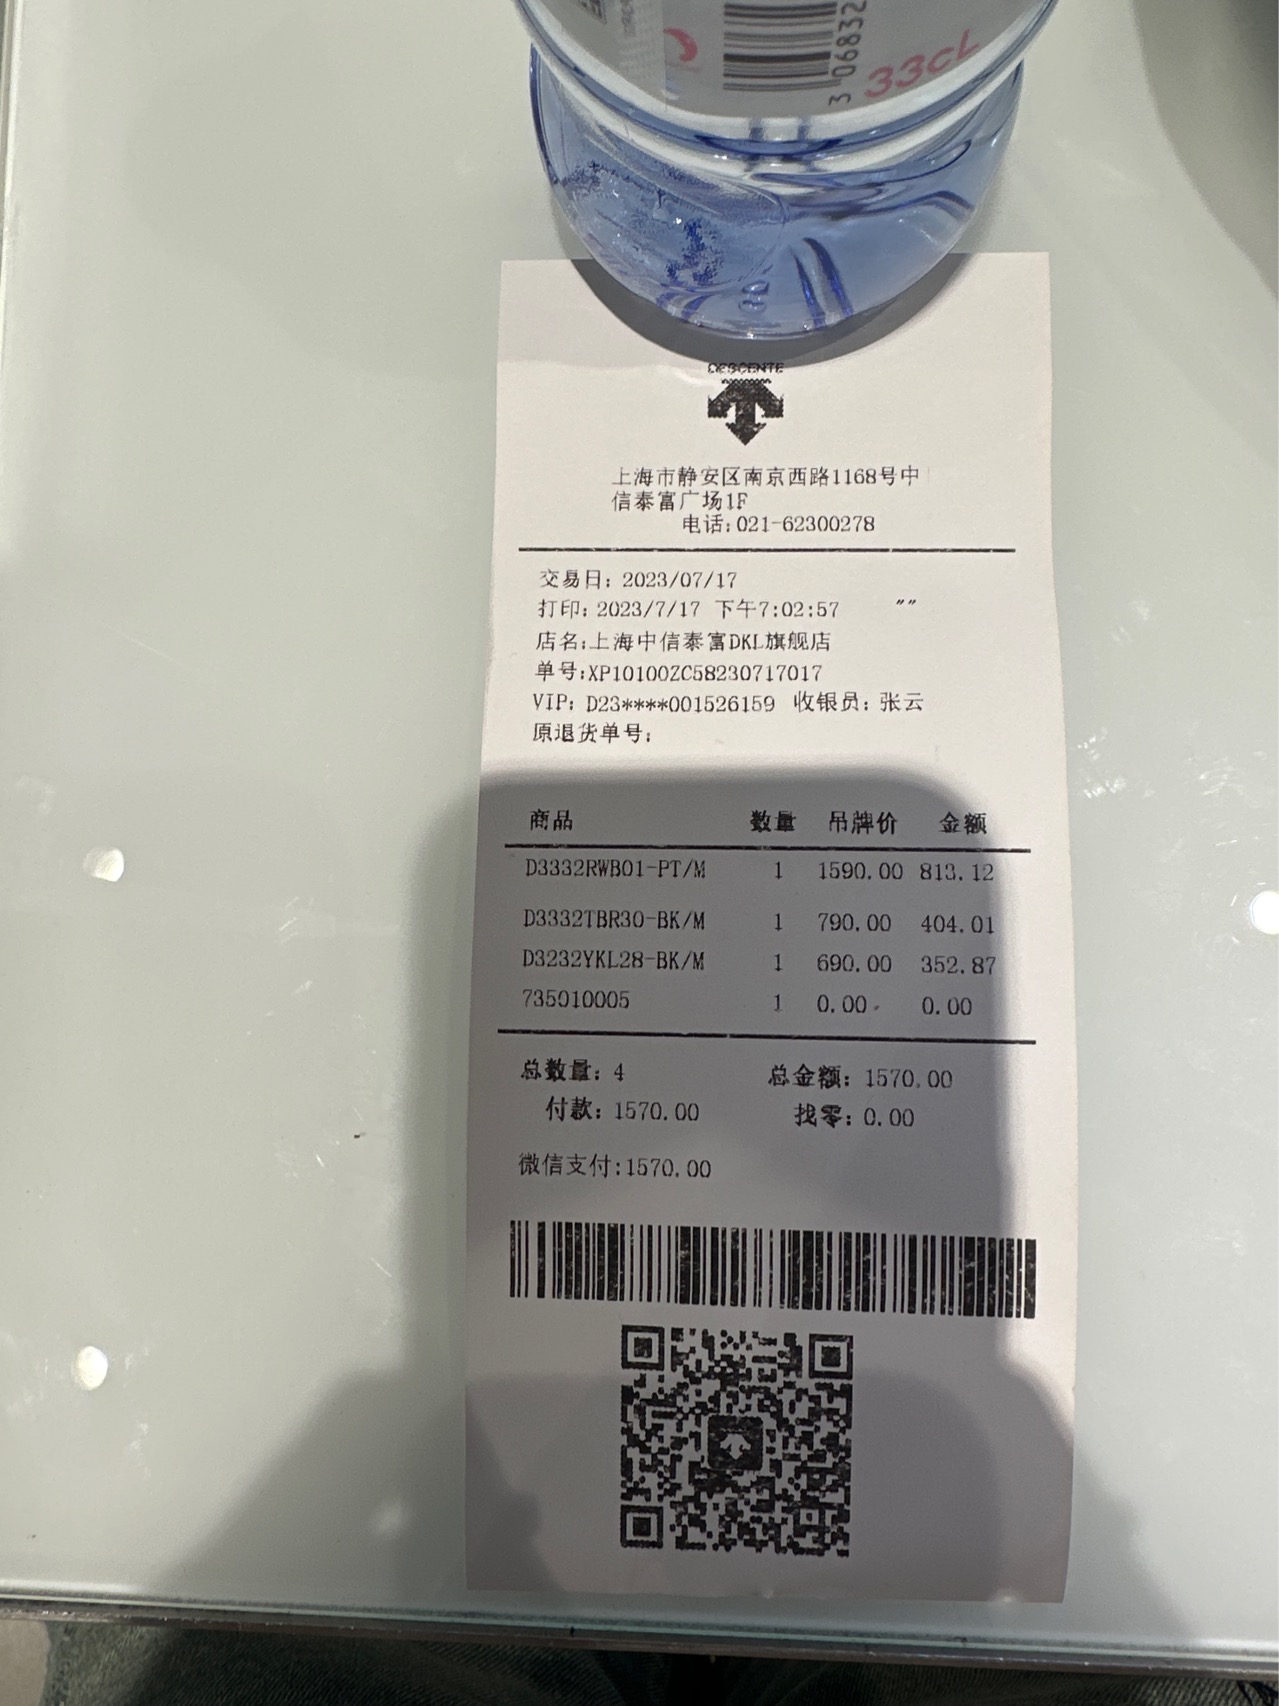 3 06832
33cL
DESCENTE
上海市静安区南京西路1168号中
信泰富广场1F
电话:021-62300278
交易日: 2023/07/17
打印: 2023/7/17 下午7:02:57 ""
店名:上海中信泰富DKL旗舰店
单号:XP10100ZC58230717017
VIP: D23****001526159 收银员: 张云
原退货单号:
商品 数量 吊牌价 金额
D3332RWB01-PT/M 1 1590.00 813.12
D3332TBR30-BK/M 1 790.00 404.01
D3232YKL28-BK/M 1 690.00 352.87
735010005 1 0.00 0.00
总数量: 4 总金额: 1570.00
付款: 1570.00 找零: 0.00
微信支付:1570.00